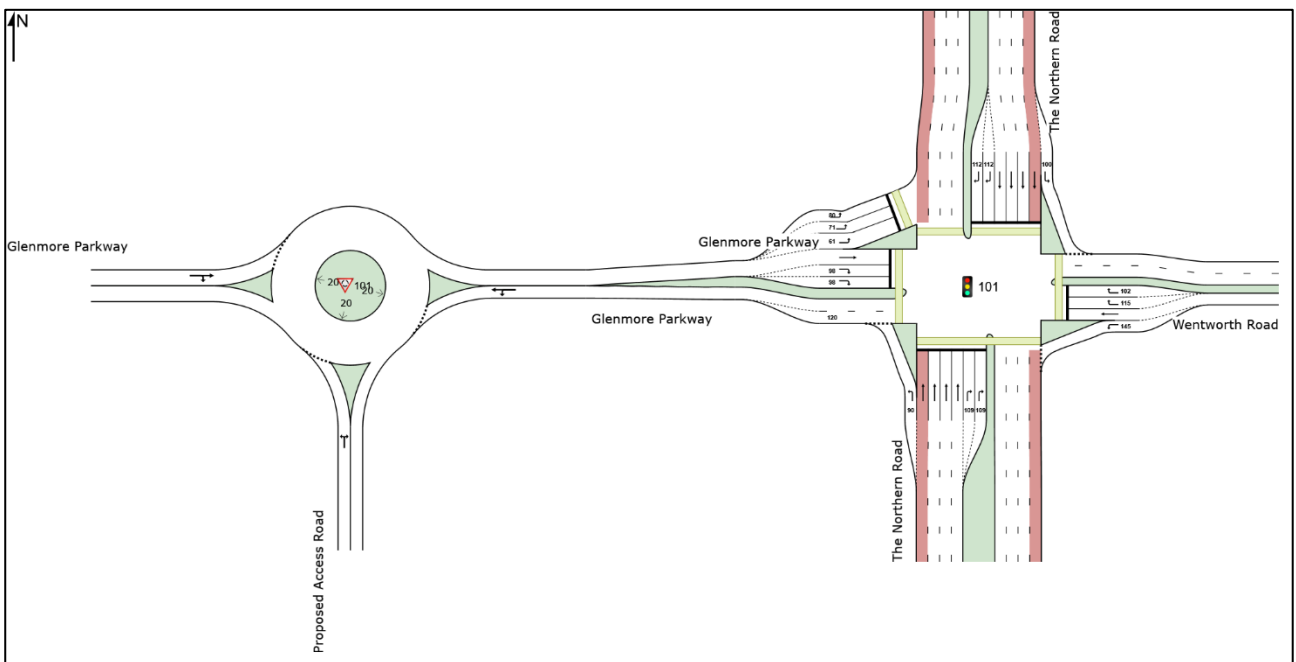 N
The Northern Road
112 112
100
80
71
61
Glenmore Parkway
Glenmore Parkway
98
98
20 101
20
20
101
102
115
145
Glenmore Parkway
120
Wentworth Road
90
109 109
The Northern Road
Proposed Access Road